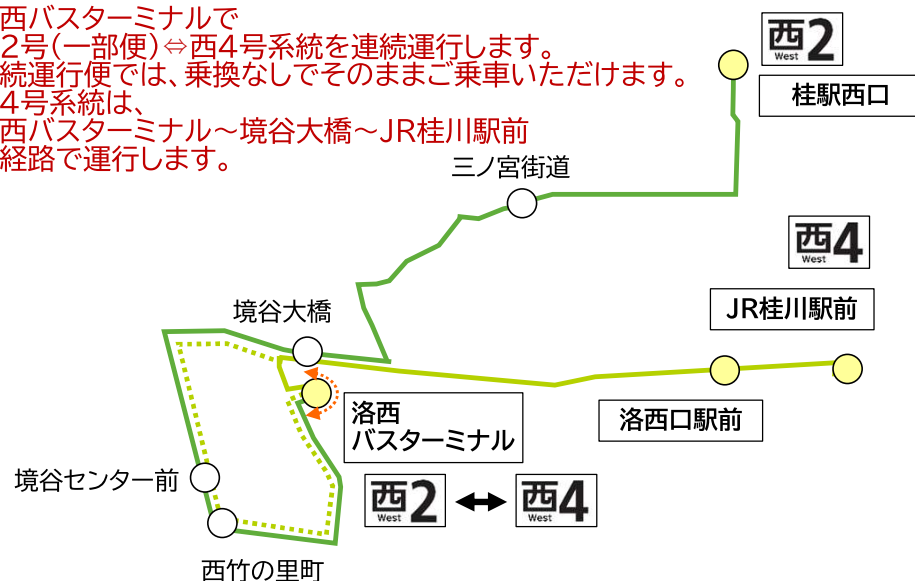 西バスターミナルで
2号(一部便)⇔西4号系統を連続運行します。
続運行便では、乗換なしでそのままご乗車いただけます。
4号系統は、
西バスターミナル～境谷大橋～JR桂川駅前
経路で運行します。
西2
West
桂駅西口
三ノ宮街道
西4
West
JR桂川駅前
境谷大橋
洛西口駅前
洛西
バスターミナル
境谷センター前
西2
West
西4
West
西竹の里町